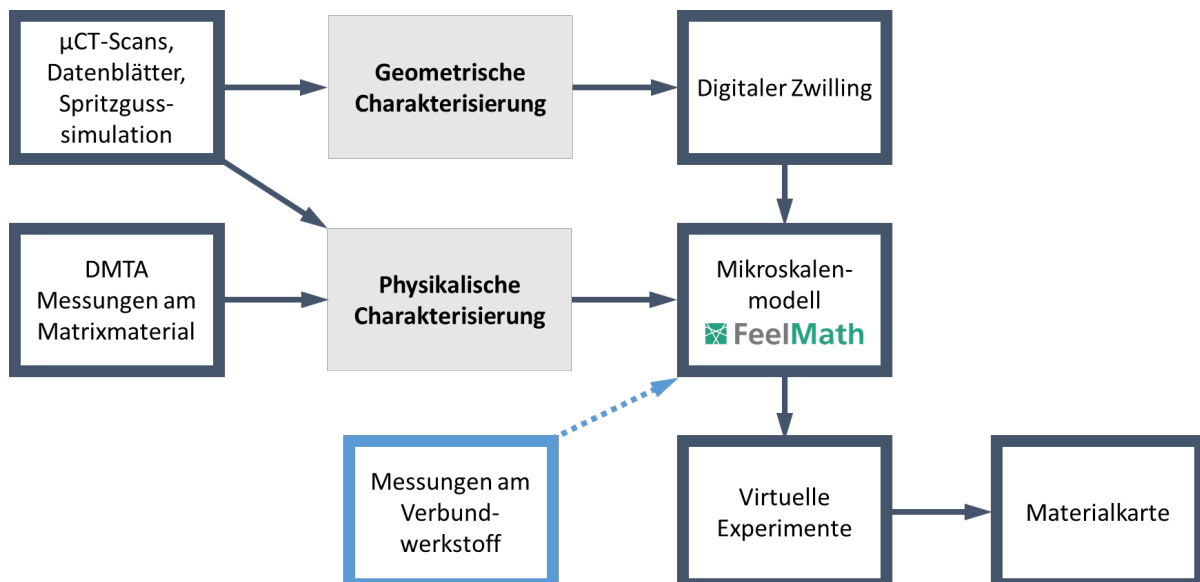 µCT-Scans,
Datenblätter,
Spritzguss-
simulation
Geometrische
Charakterisierung
Digitaler Zwilling
DMTA
Messungen am
Matrixmaterial
Physikalische
Charakterisierung
Mikroskalen-
modell
FeelMath
Messungen am
Verbund-
werkstoff
Virtuelle
Experimente
Materialkarte